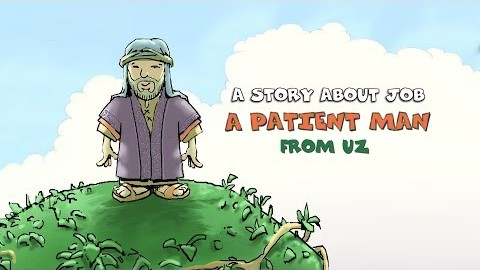 A STORY ABOUT JOB
A PATIENT MAN
FROM UZ